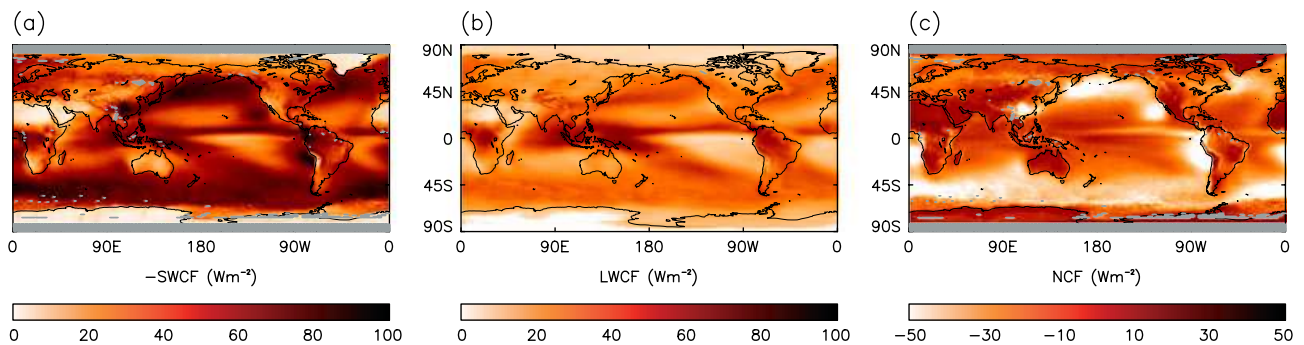 (a)
(b)
(c)
90N
45N
0
45S
90S
90N
45N
0
45S
90S
0 90E 180 90W 0
0 90E 180 90W 0
0 90E 180 90W 0
−SWCF (Wm⁻²)
LWCF (Wm⁻²)
NCF (Wm⁻²)
0 20 40 60 80 100
0 20 40 60 80 100
−50 −30 −10 10 30 50